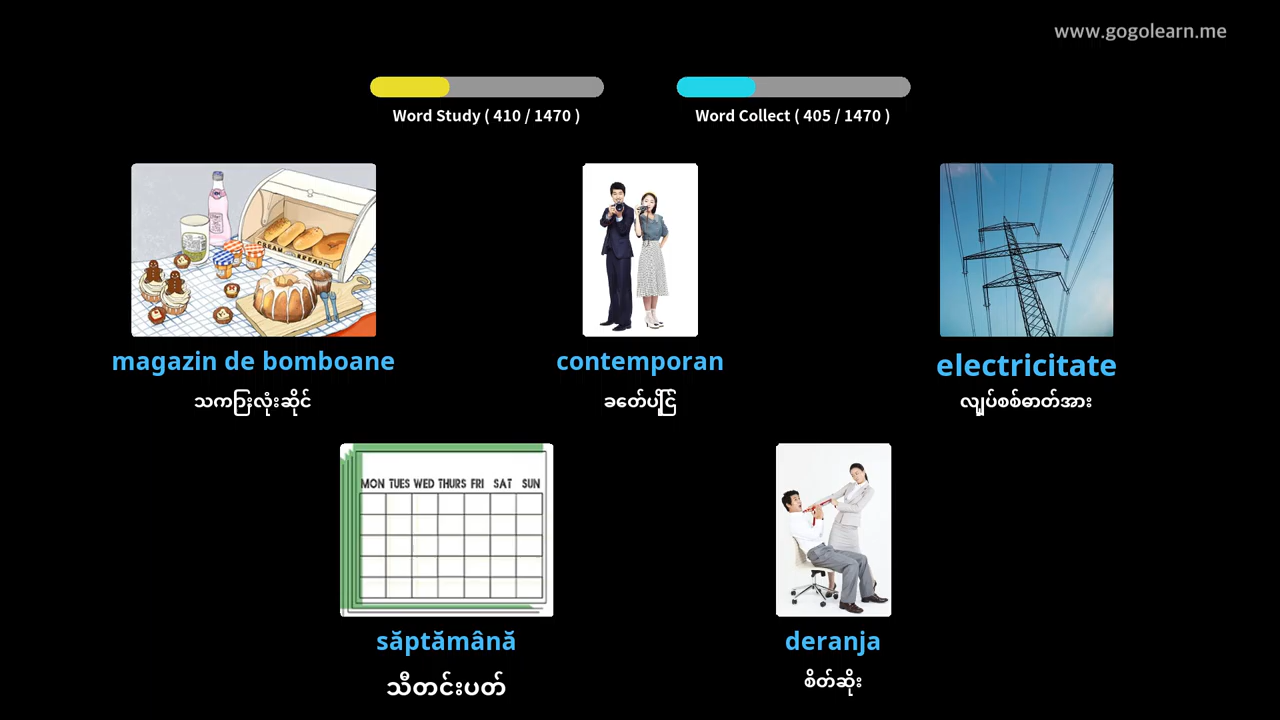 www.gogolearn.me
Word Study ( 410 / 1470 )
Word Collect ( 405 / 1470 )
CREAM BREAD
magazin de bomboane
contemporan
electricitate
သကြားလုံးဆိုင်
ခေတ်ပြိုင်
လျှပ်စစ်ဓာတ်အား
MON TUES WED THURS FRI SAT SUN
săptămână
deranja
သီတင်းပတ်
စိတ်ဆိုး